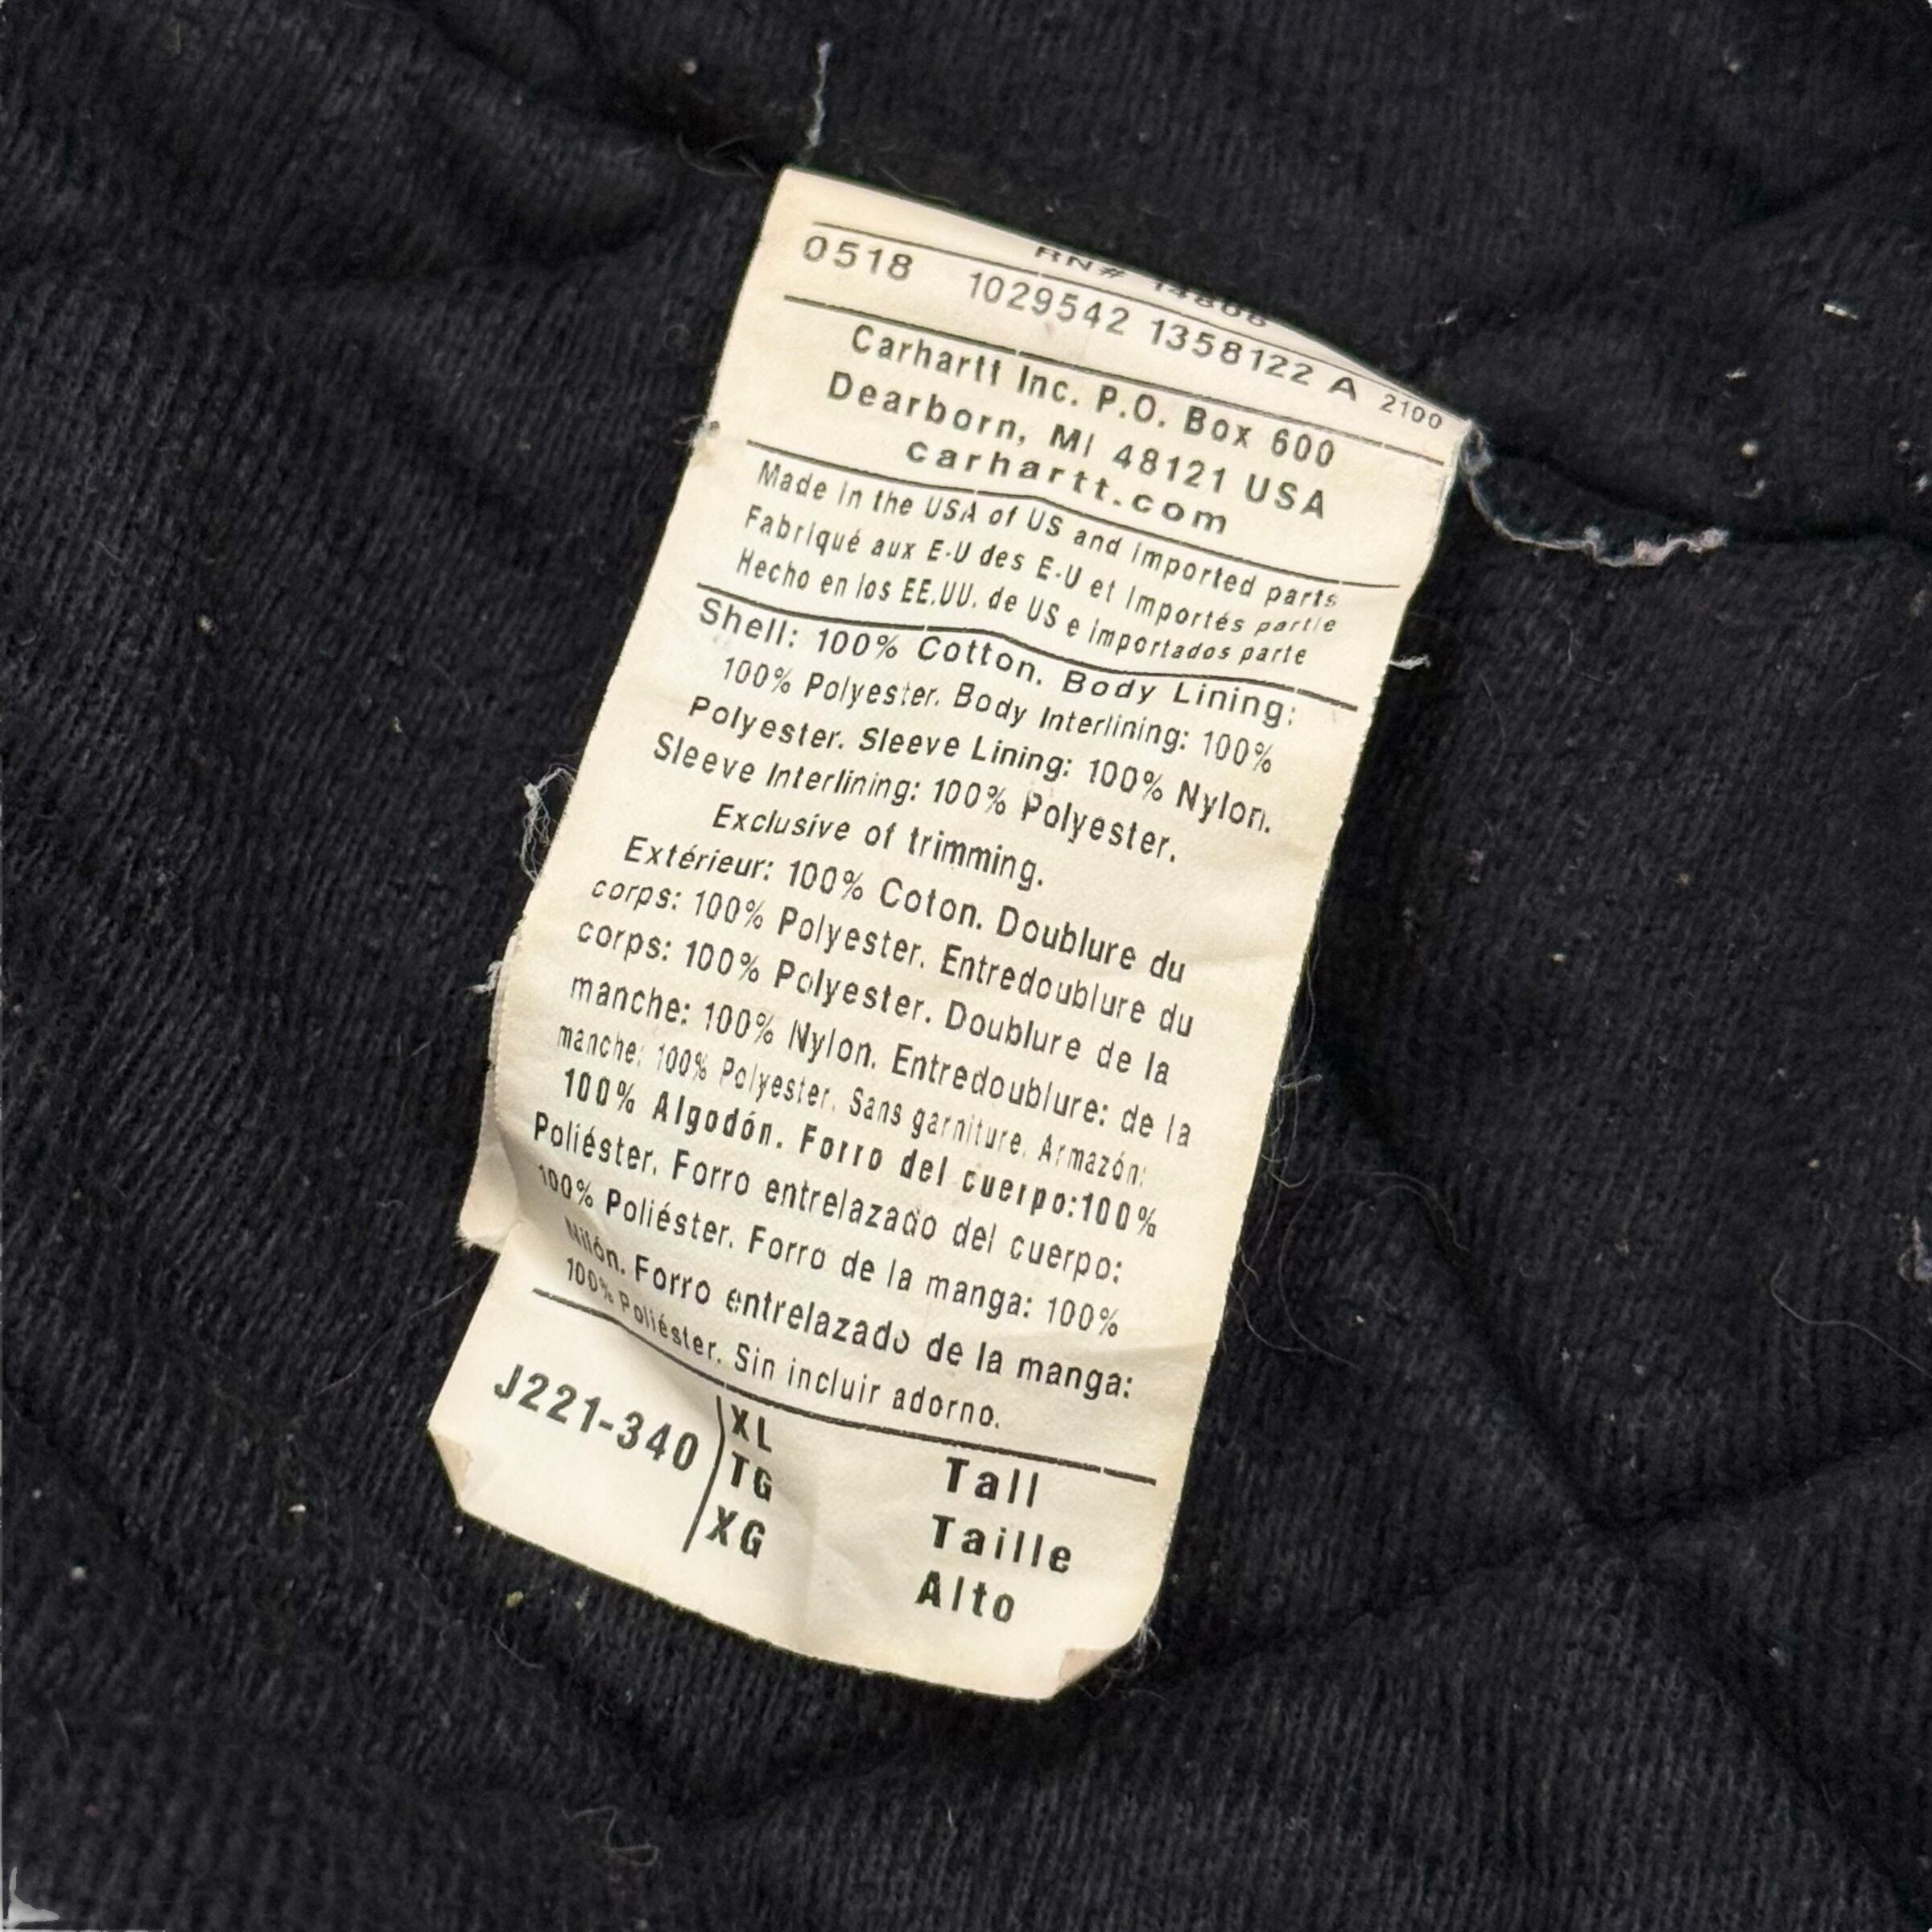 RN# 14806
0518 1029542 1358122 A 2100
Carhartt Inc. P.O. Box 600
Dearborn, MI 48121 USA
carhartt.com
Made in the USA of US and imported parts
Fabriqué aux E-U des E-U et importés partie
Hecho en los EE.UU. de US e importados parte
Shell: 100% Cotton. Body Lining:
100% Polyester. Body Interlining: 100%
Polyester. Sleeve Lining: 100% Nylon.
Sleeve Interlining: 100% Polyester.
Exclusive of trimming.
Extérieur: 100% Coton. Doublure du
corps: 100% Polyester. Entredoublure du
corps: 100% Polyester. Doublure de la
manche: 100% Nylon. Entredoublure: de la
manche: 100% Polyester. Sans garniture. Armazón:
100% Algodón. Forro del cuerpo:100%
Poliéster. Forro entrelazado del cuerpo:
100% Poliéster. Forro de la manga: 100%
Nilón. Forro entrelazado de la manga:
100% Poliéster. Sin incluir adorno.
J221-340 XL Tall
TG Taille
XG Alto